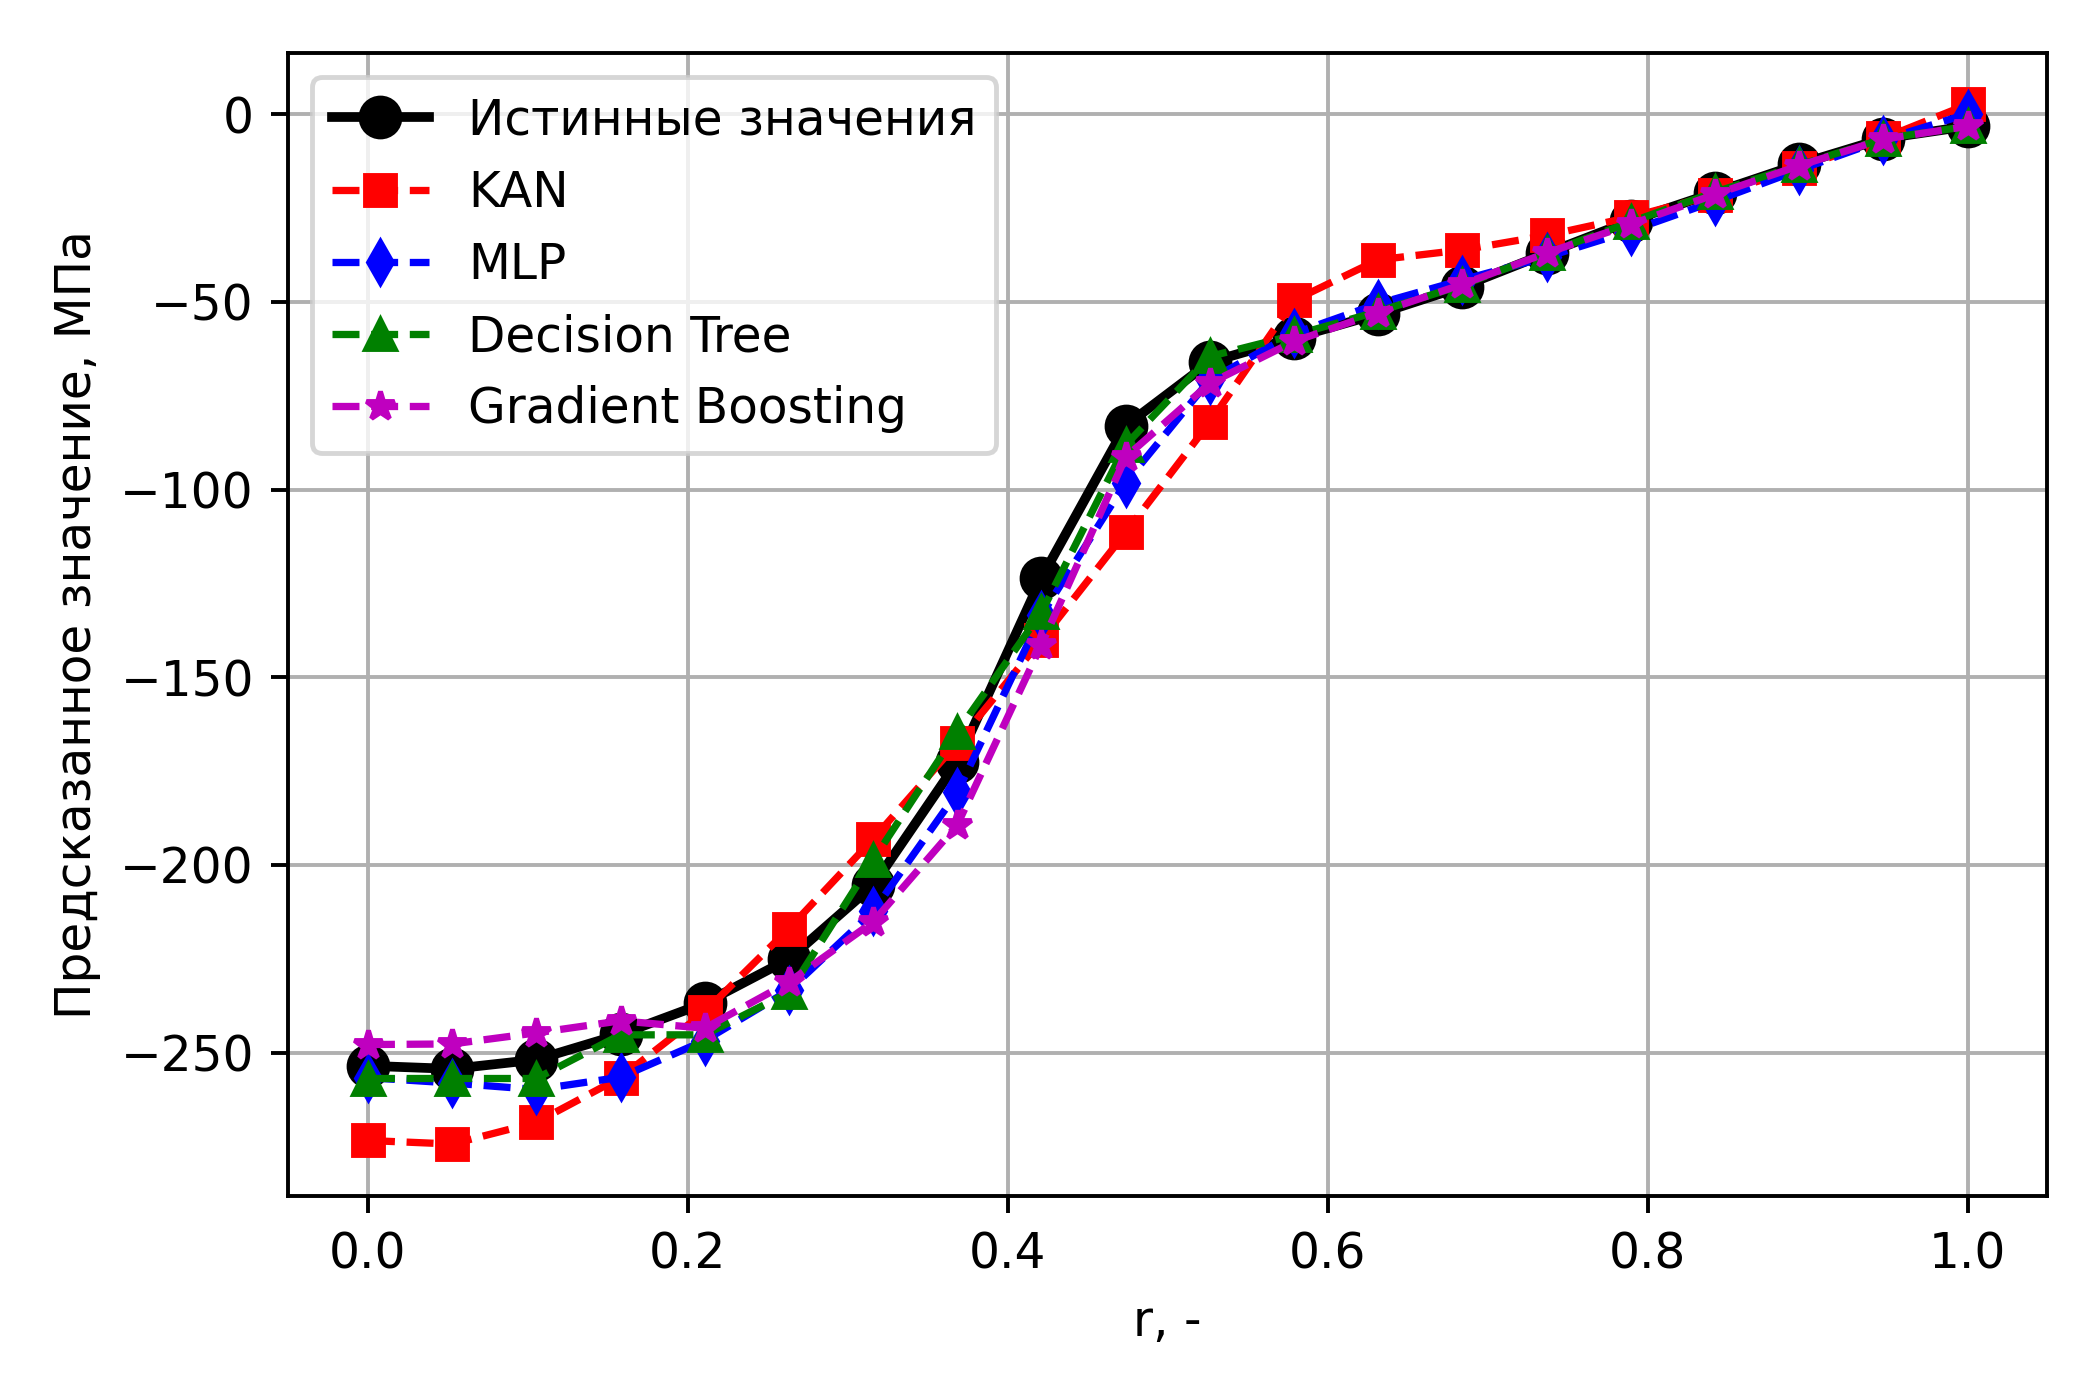 Истинные значения
KAN
MLP
Decision Tree
Gradient Boosting
Предсказанное значение, МПа
0
−50
−100
−150
−200
−250
0.0 0.2 0.4 0.6 0.8 1.0
r, -